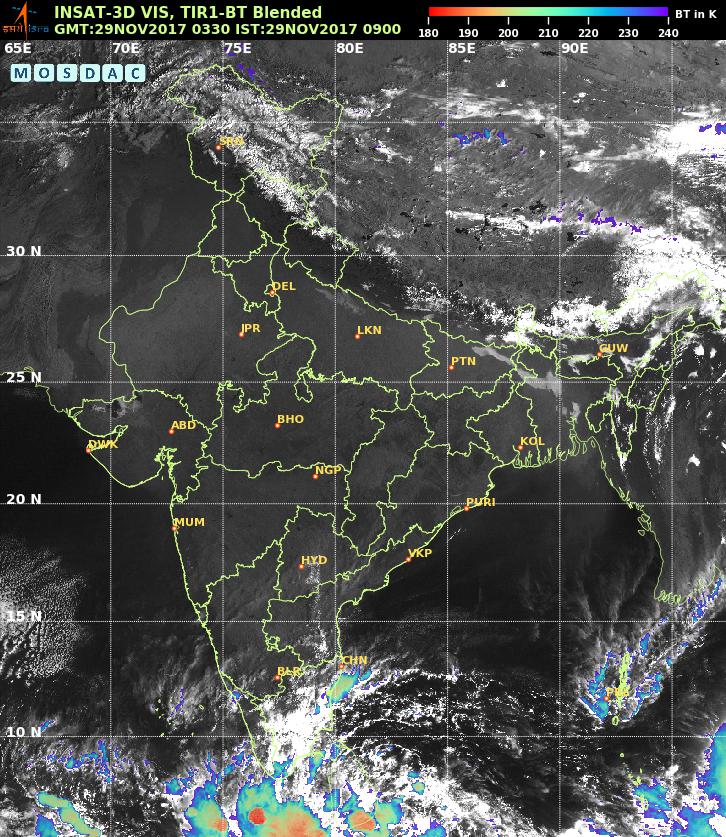 INSAT-3D VIS, TIR1-BT Blended
GMT:29NOV2017 0330 IST:29NOV2017 0900
BT in K
180 190 200 210 220 230 240
65E 70E 75E 80E 85E 90E
MOSDAC
SRN
30 N
DEL
JPR
LKN
GUW
PTN
25 N
ABD
BHO
DWK
KOL
NGP
20 N
PURI
MUM
VKP
HYD
15 N
CHN
BLR
10 N